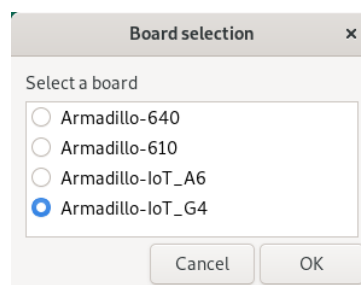 Board selection ×
Select a board
Armadillo-640
Armadillo-610
Armadillo-IoT_A6
Armadillo-IoT_G4
Cancel OK